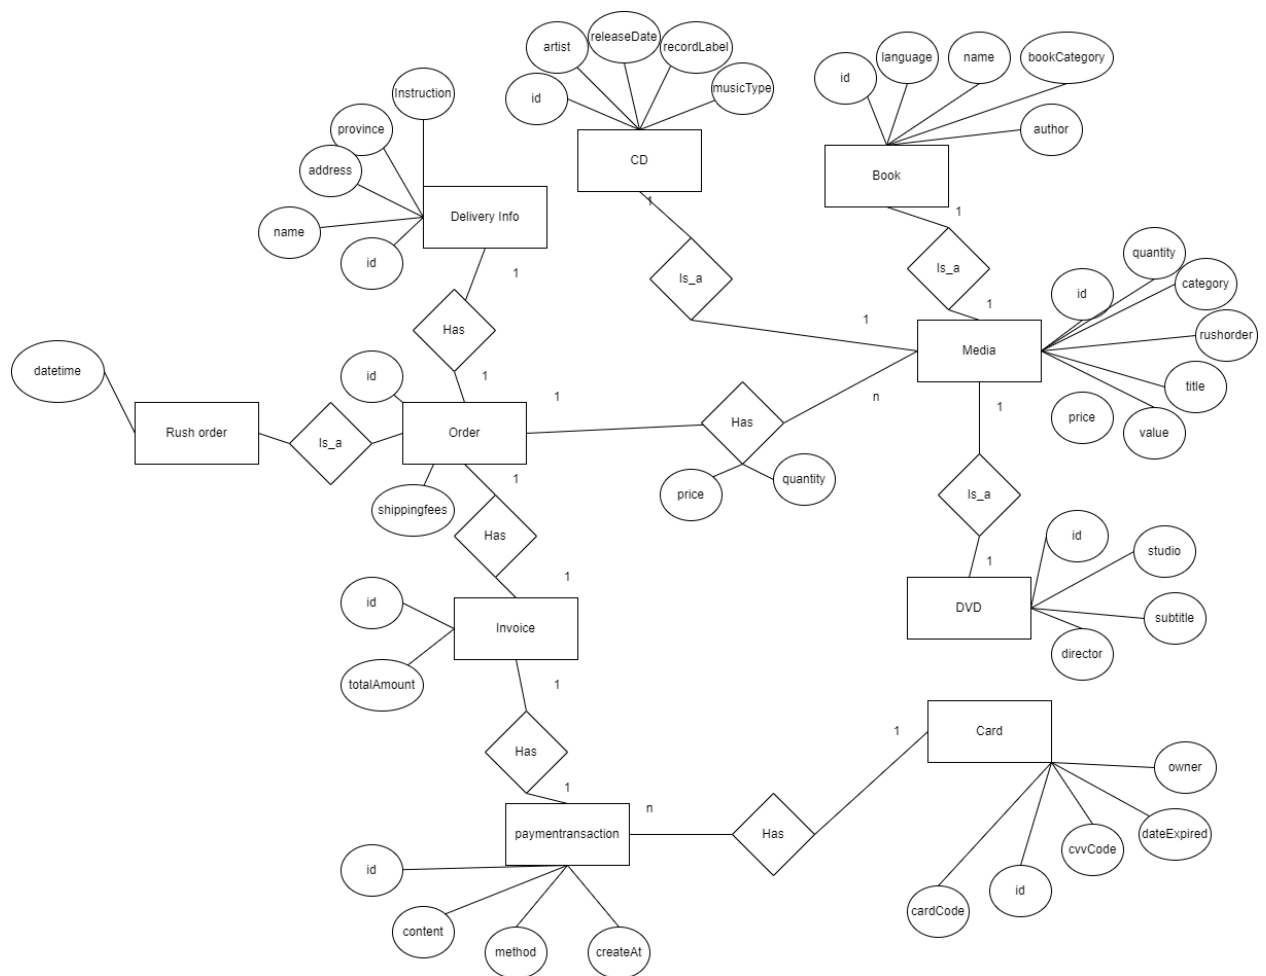 releaseDate
artist
recordLabel
language
name
bookCategory
id
musicType
id
Instruction
province
author
CD
address
Book
1
1
Delivery Info
name
quantity
id
1
Is_a
Is_a
category
id
1
1
Has
rushorder
Media
datetime
id
1
title
1
n
1
price
Rush order
Order
Has
value
Is_a
1
price
quantity
Is_a
shippingfees
Has
id
studio
1
1
id
DVD
subtitle
Invoice
director
totalAmount
1
1
Card
Has
owner
1
n
paymentransaction
Has
dateExpired
cvvCode
id
id
cardCode
content
method
createAt